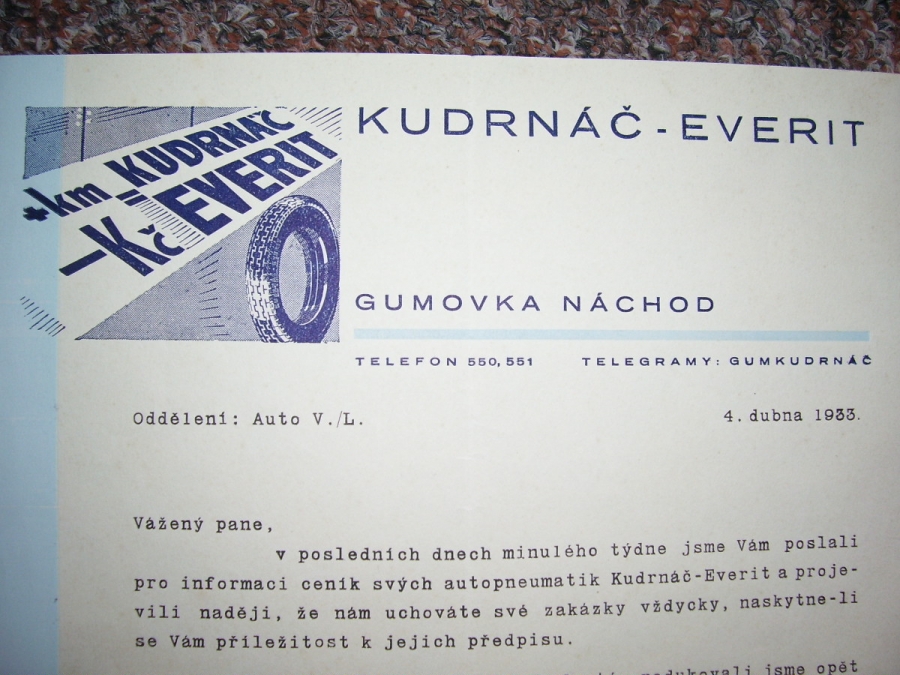 +km = KUDRNÁČ
-Kč EVERIT
KUDRNÁČ - EVERIT
GUMOVKA NÁCHOD
TELEFON 550, 551 TELEGRAMY: GUMKUDRNÁČ
Oddělení: Auto V./L. 4. dubna 1933.
Vážený pane,
v posledních dnech minulého týdne jsme Vám poslali
pro informaci ceník svých autopneumatik Kudrnáč-Everit a proje-
vili naději, že nám uchováte své zakázky vždycky, naskytne-li
se Vám příležitost k jejich předpisu.
jsme opět